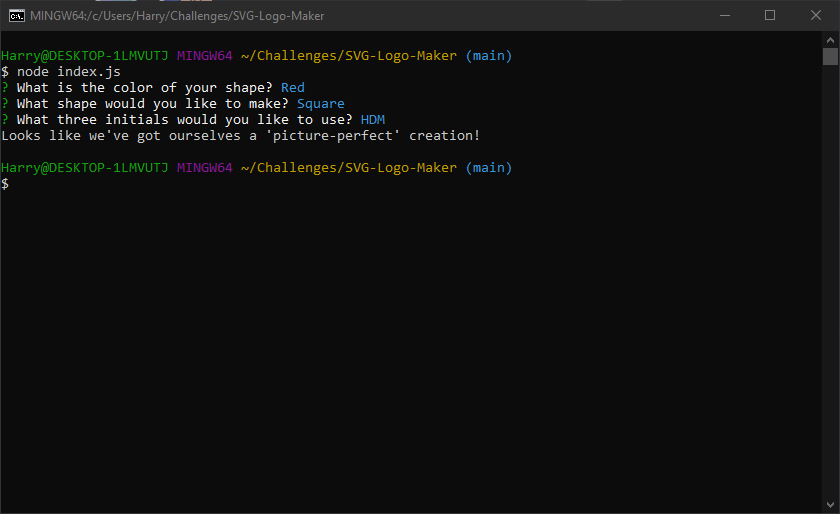 MINGW64:/c/Users/Harry/Challenges/SVG-Logo-Maker
Harry@DESKTOP-1LMVUTJ MINGW64 ~/Challenges/SVG-Logo-Maker (main)
$ node index.js
? What is the color of your shape? Red
? What shape would you like to make? Square
? What three initials would you like to use? HDM
Looks like we've got ourselves a 'picture-perfect' creation!
Harry@DESKTOP-1LMVUTJ MINGW64 ~/Challenges/SVG-Logo-Maker (main)
$